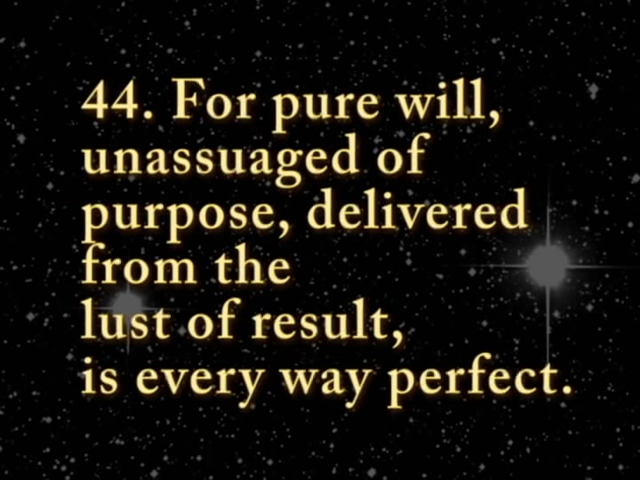 44. For pure will,
unassuaged of
purpose, delivered
from the
lust of result,
is every way perfect.